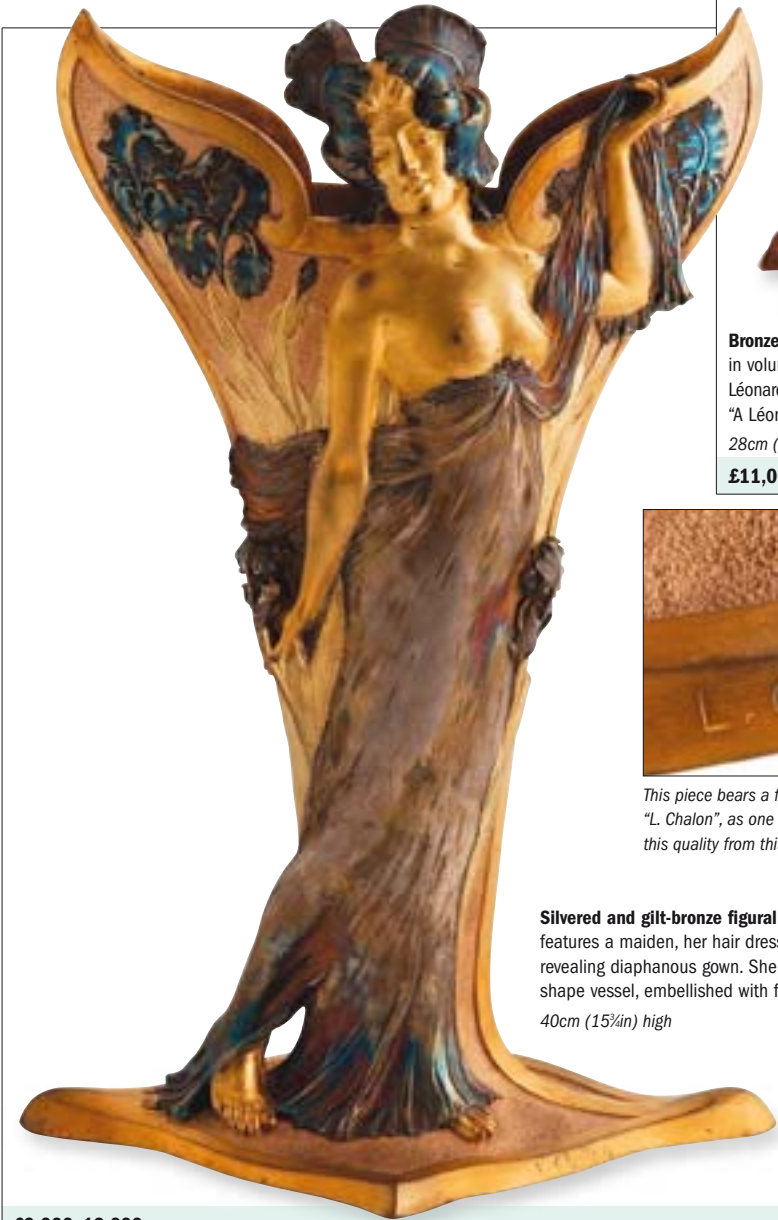 Bronze
in volu
Léonar
“A Léor
28cm (
£11,0
L.
This piece bears a f
“L. Chalon”, as one
this quality from thi
Silvered and gilt-bronze figural
features a maiden, her hair dress
revealing diaphanous gown. She
shape vessel, embellished with f
40cm (15¾in) high